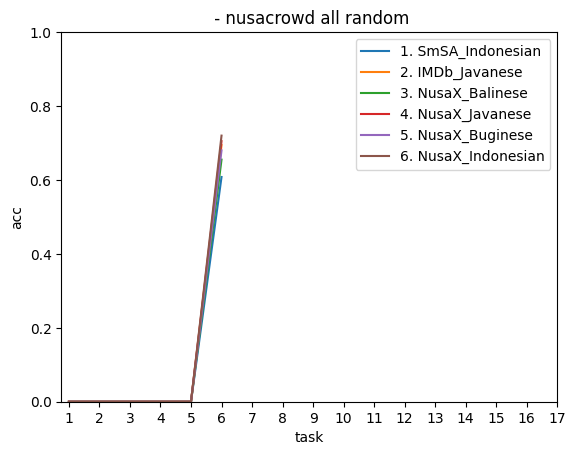 - nusacrowd all random
1.0
0.8
0.6
0.4
0.2
0.0
acc
1. SmSA_Indonesian
2. IMDb_Javanese
3. NusaX_Balinese
4. NusaX_Javanese
5. NusaX_Buginese
6. NusaX_Indonesian
1 2 3 4 5 6 7 8 9 10 11 12 13 14 15 16 17
task